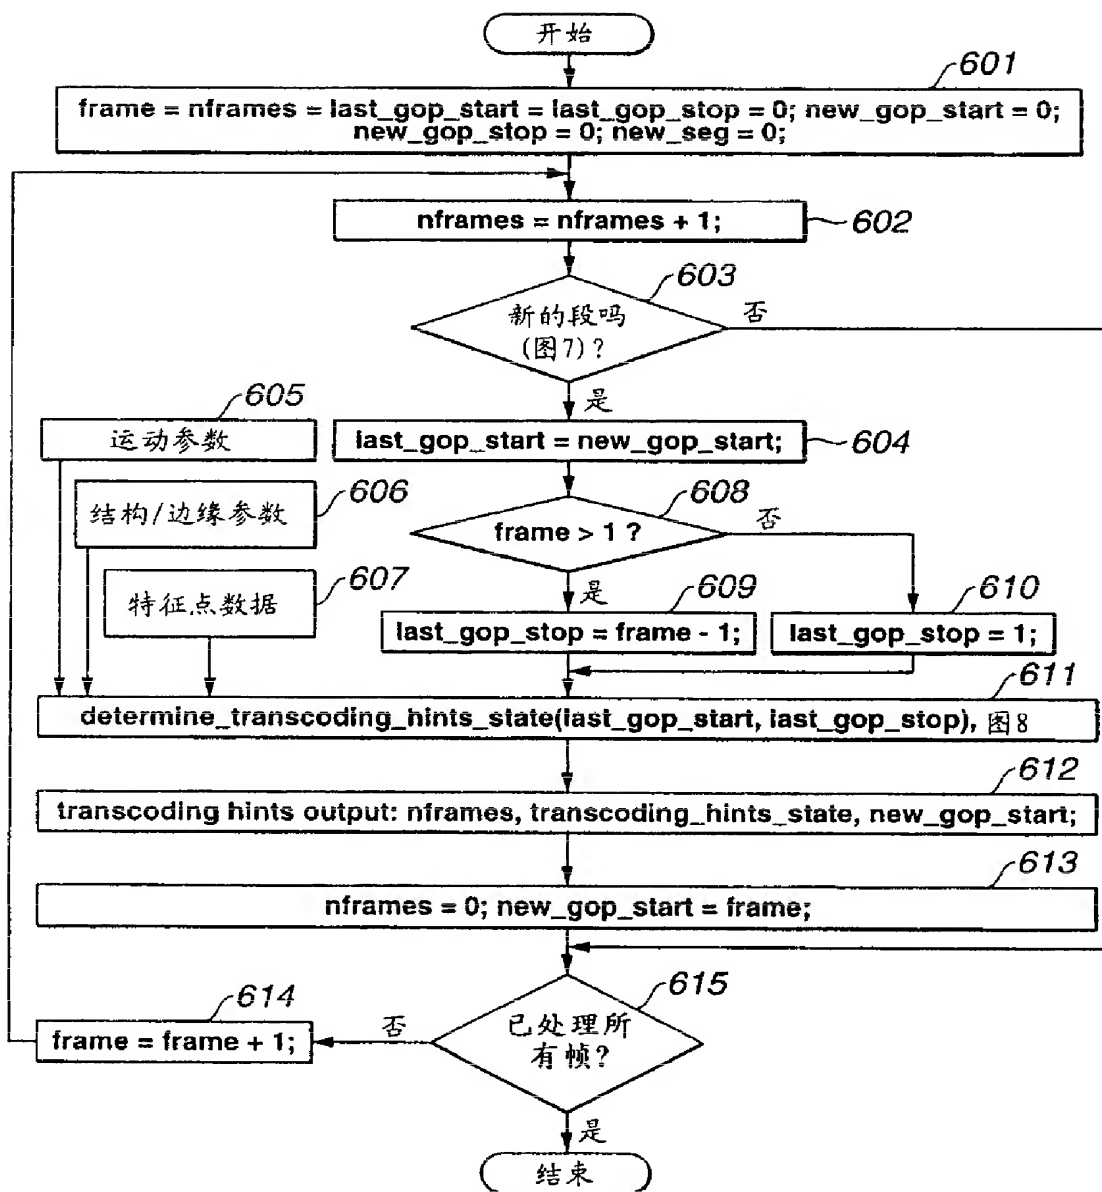 开始
601
frame = nframes = last_gop_start = last_gop_stop = 0; new_gop_start = 0;
new_gop_stop = 0; new_seg = 0;
nframes = nframes + 1;
602
603
新的段吗
(图7)?
否
是
605
运动参数
last_gop_start = new_gop_start;
604
结构/边缘参数
606
608
frame > 1 ?
否
607
特征点数据
是
609
last_gop_stop = frame - 1;
610
last_gop_stop = 1;
611
determine_transcoding_hints_state(last_gop_start, last_gop_stop), 图8
612
transcoding hints output: nframes, transcoding_hints_state, new_gop_start;
613
nframes = 0; new_gop_start = frame;
615
已处理所
有帧?
614
frame = frame + 1;
否
是
结束